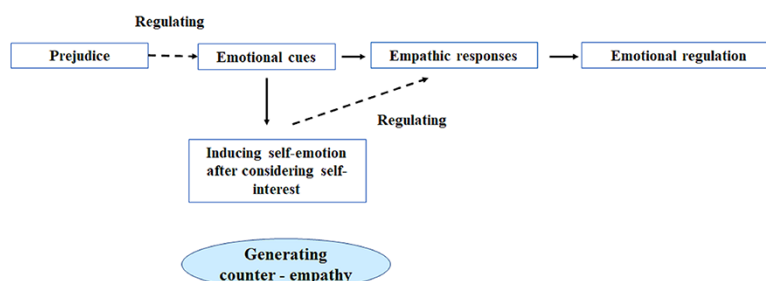 Regulating
Prejudice
Emotional cues
Empathic responses
Emotional regulation
Regulating
Inducing self-emotion
after considering self-
interest
Generating
counter - empathy